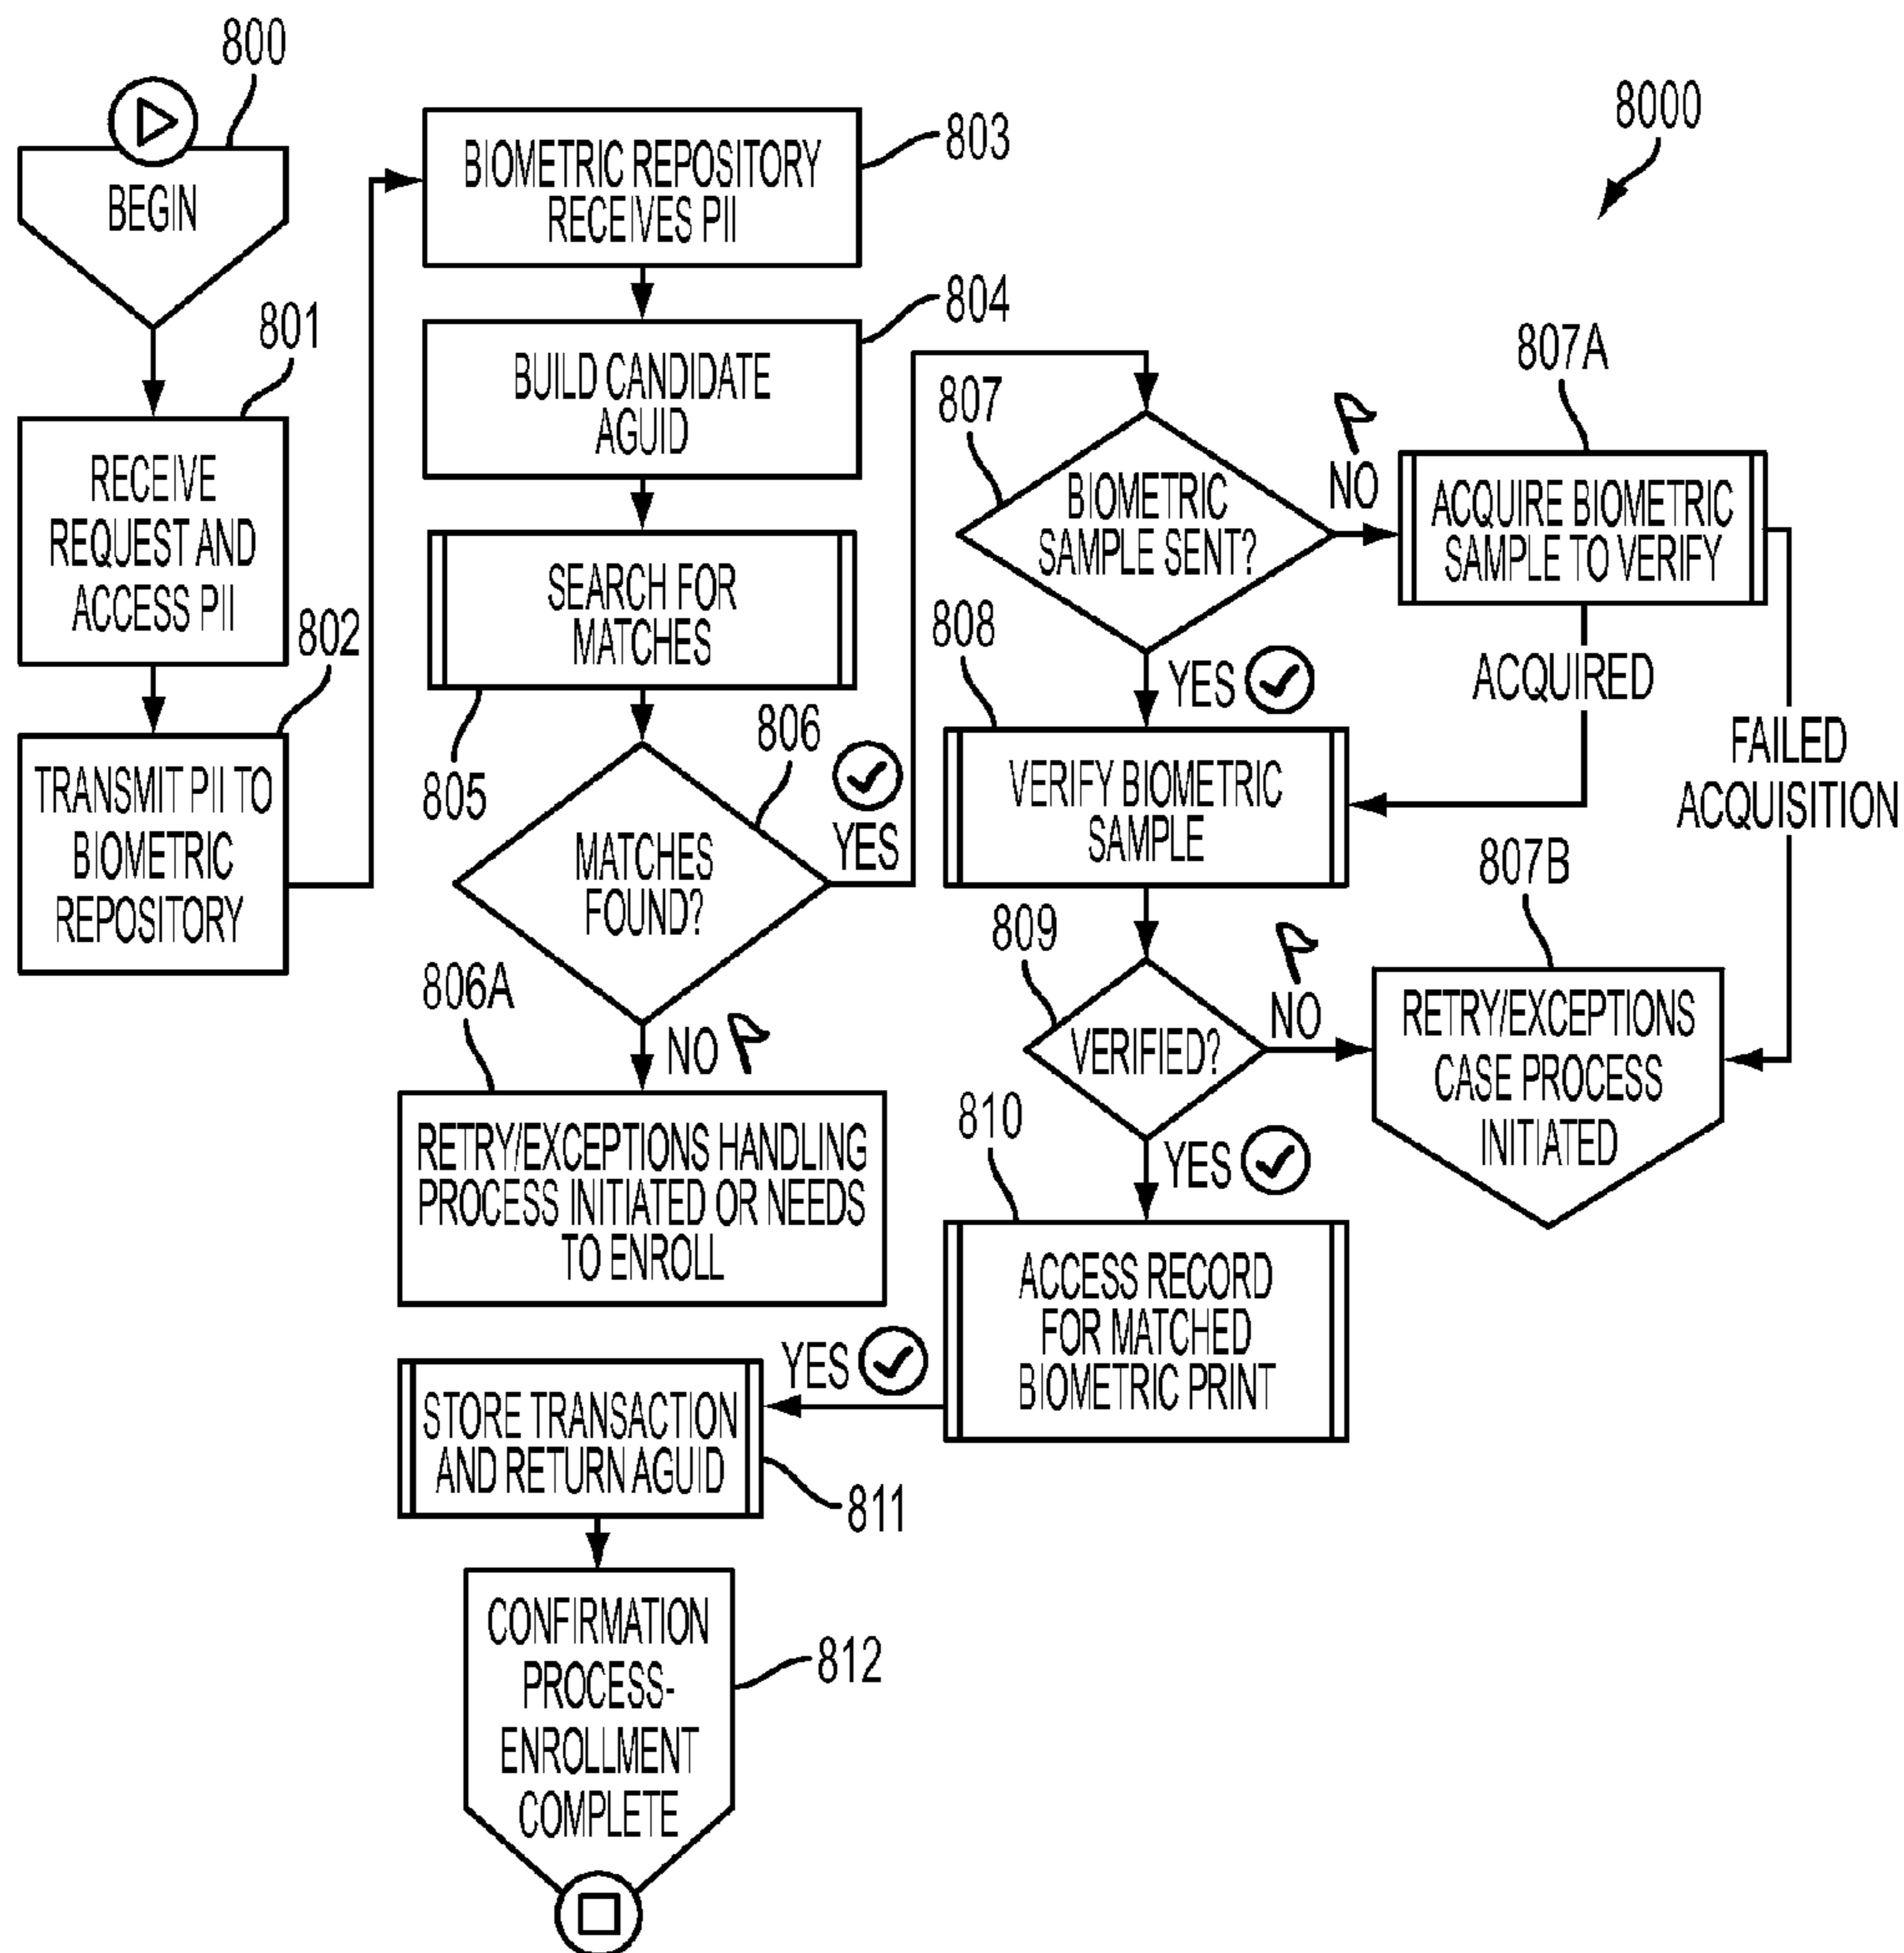 800
BEGIN
801
RECEIVE
REQUEST AND
ACCESS PII
802
TRANSMIT PII TO
BIOMETRIC
REPOSITORY
803
BIOMETRIC REPOSITORY
RECEIVES PII
804
BUILD CANDIDATE
AGUID
SEARCH FOR
MATCHES
805
806
YES
MATCHES
FOUND?
NO
806A
RETRY/EXCEPTIONS HANDLING
PROCESS INITIATED OR NEEDS
TO ENROLL
8000
807
BIOMETRIC
SAMPLE SENT?
NO
807A
ACQUIRE BIOMETRIC
SAMPLE TO VERIFY
YES
ACQUIRED
FAILED
ACQUISITION
808
VERIFY BIOMETRIC
SAMPLE
809
VERIFIED?
NO
807B
RETRY/EXCEPTIONS
CASE PROCESS
INITIATED
YES
810
ACCESS RECORD
FOR MATCHED
BIOMETRIC PRINT
YES
STORE TRANSACTION
AND RETURN AGUID
811
CONFIRMATION
PROCESS-
ENROLLMENT
COMPLETE
812